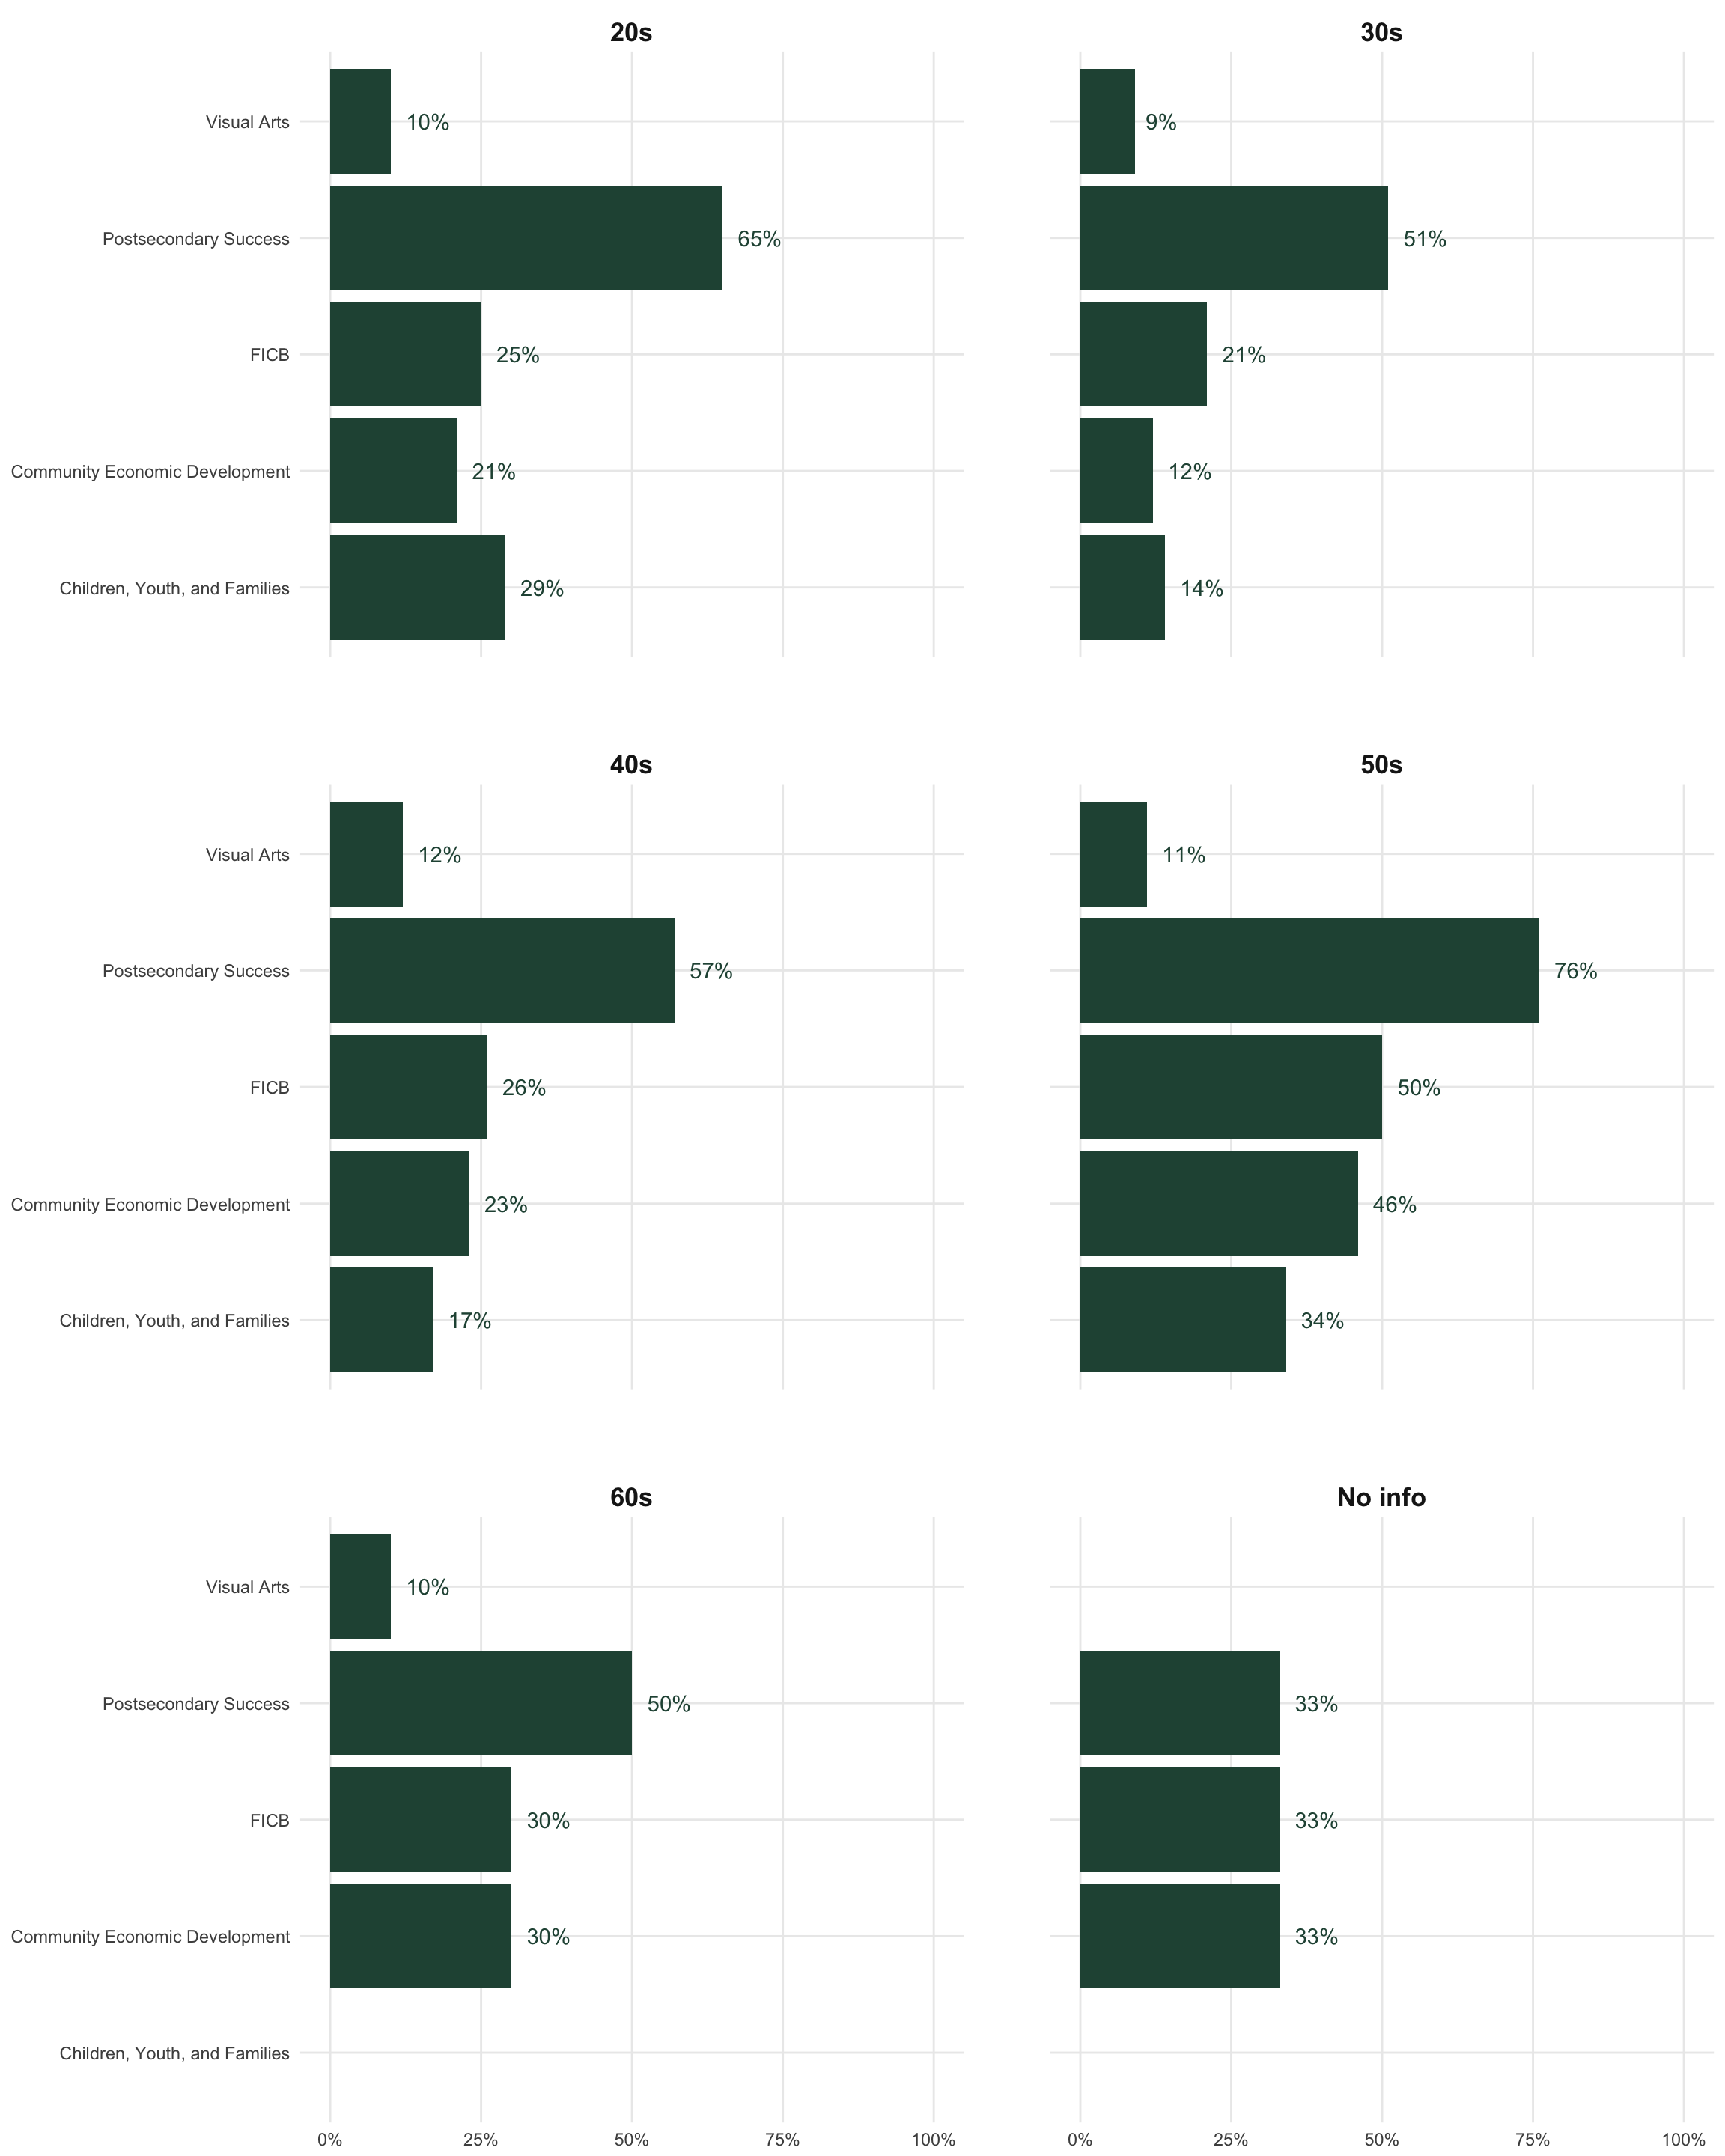 20s
30s
Visual Arts
10%
9%
Postsecondary Success
65%
51%
FICB
25%
21%
Community Economic Development
21%
12%
Children, Youth, and Families
29%
14%
40s
50s
Visual Arts
12%
11%
Postsecondary Success
57%
76%
FICB
26%
50%
Community Economic Development
23%
46%
Children, Youth, and Families
17%
34%
60s
No info
Visual Arts
10%
Postsecondary Success
50%
33%
FICB
30%
33%
Community Economic Development
30%
33%
Children, Youth, and Families
0% 25% 50% 75% 100%
0% 25% 50% 75% 100%